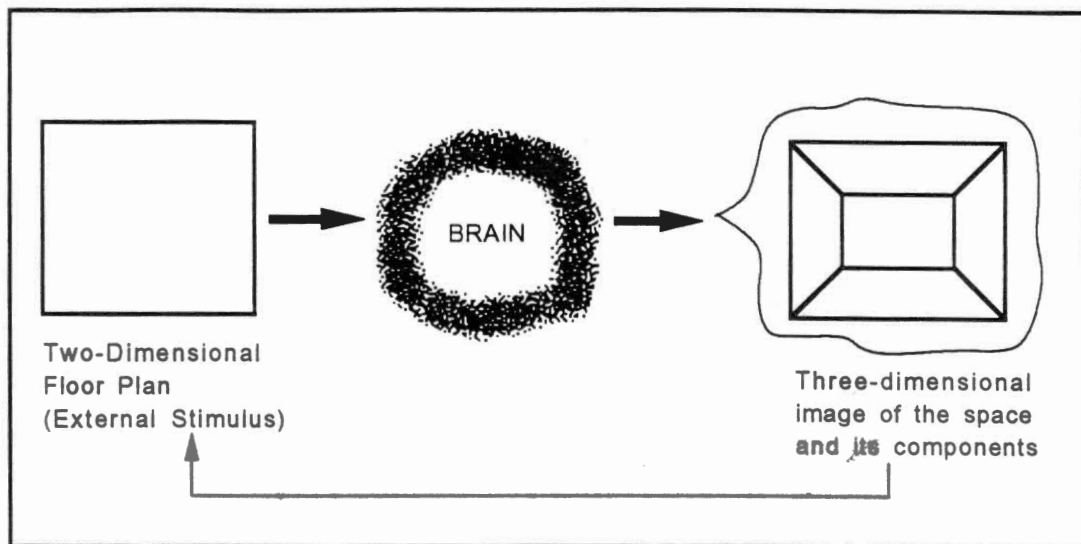 Two-Dimensional
Floor Plan
(External Stimulus)
BRAIN
Three-dimensional
image of the space
and its components